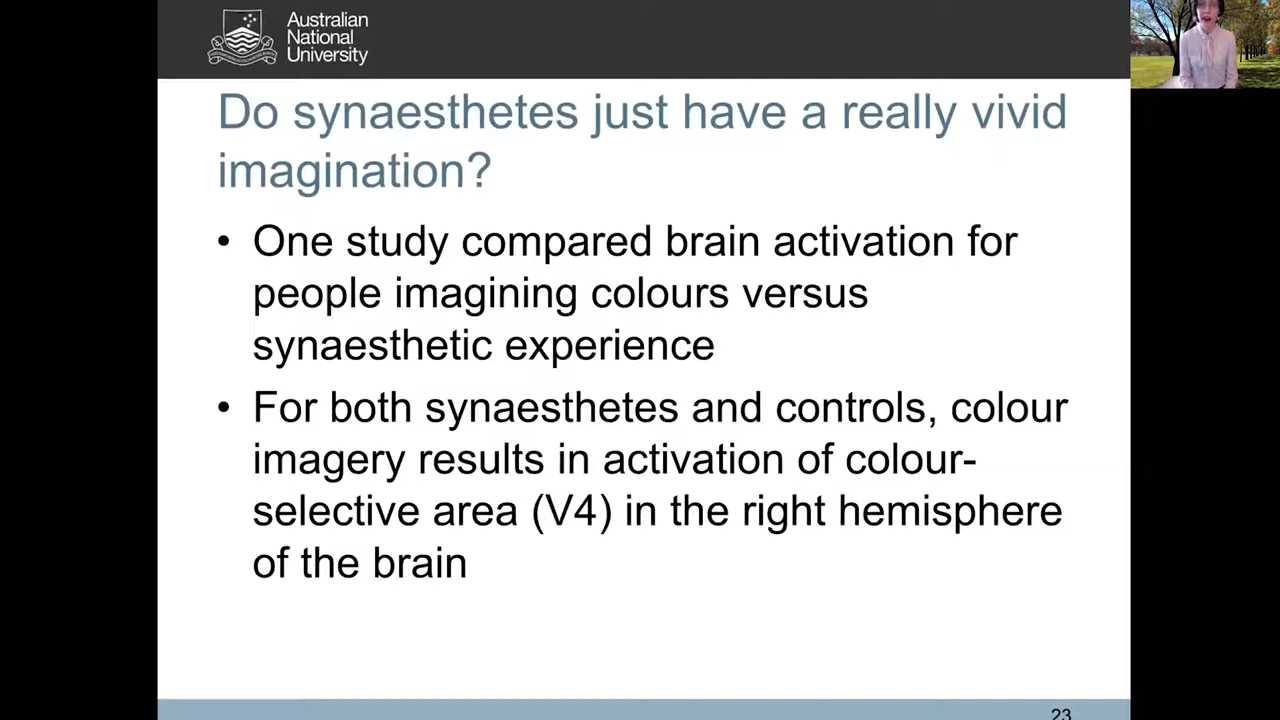 Australian
National
University
Do synaesthetes just have a really vivid
imagination?
• One study compared brain activation for
people imagining colours versus
synaesthetic experience
• For both synaesthetes and controls, colour
imagery results in activation of colour-
selective area (V4) in the right hemisphere
of the brain
23